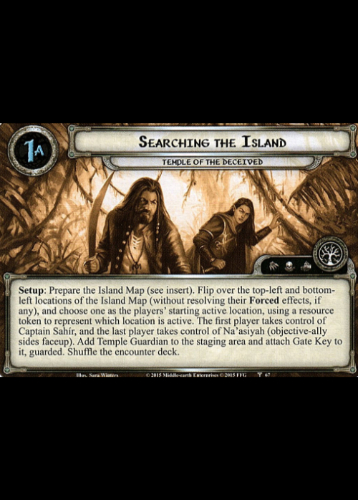 1A
SEARCHING THE ISLAND
TEMPLE OF THE DECEIVED
Setup: Prepare the Island Map (see insert). Flip over the top-left and bottom-
left locations of the Island Map (without resolving their Forced effects, if
any), and choose one as the players' starting active location, using a resource
token to represent which location is active. The first player takes control of
Captain Sahír, and the last player takes control of Na'asiyah (objective-ally
sides faceup). Add Temple Guardian to the staging area and attach Gate Key to
it, guarded. Shuffle the encounter deck.
Illus. Sara Winters © 2015 Middle-earth Enterprises © 2015 FFG 67